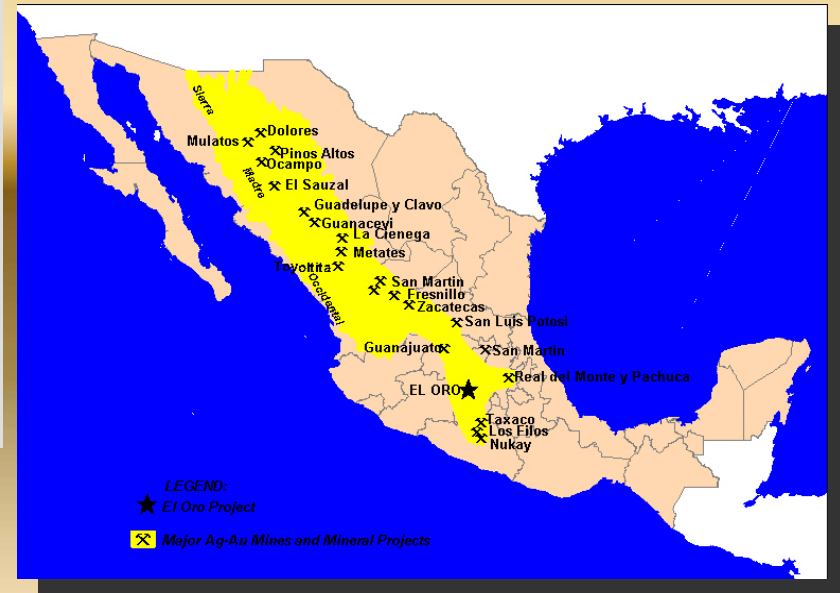 Sierra
Dolores
Mulatos
Pinos Altos
Ocampo
Madre
El Sauzal
Guadelupe y Clavo
Guanacevi
La Cienega
Metates
Tayoltita
Occidental
San Martin
Fresnillo
Zacatecas
San Luis Potosi
Guanajuato
San Martin
Real del Monte y Pachuca
EL ORO
Taxaco
Los Filos
Nukay
LEGEND:
El Oro Project
Major Ag-Au Mines and Mineral Projects